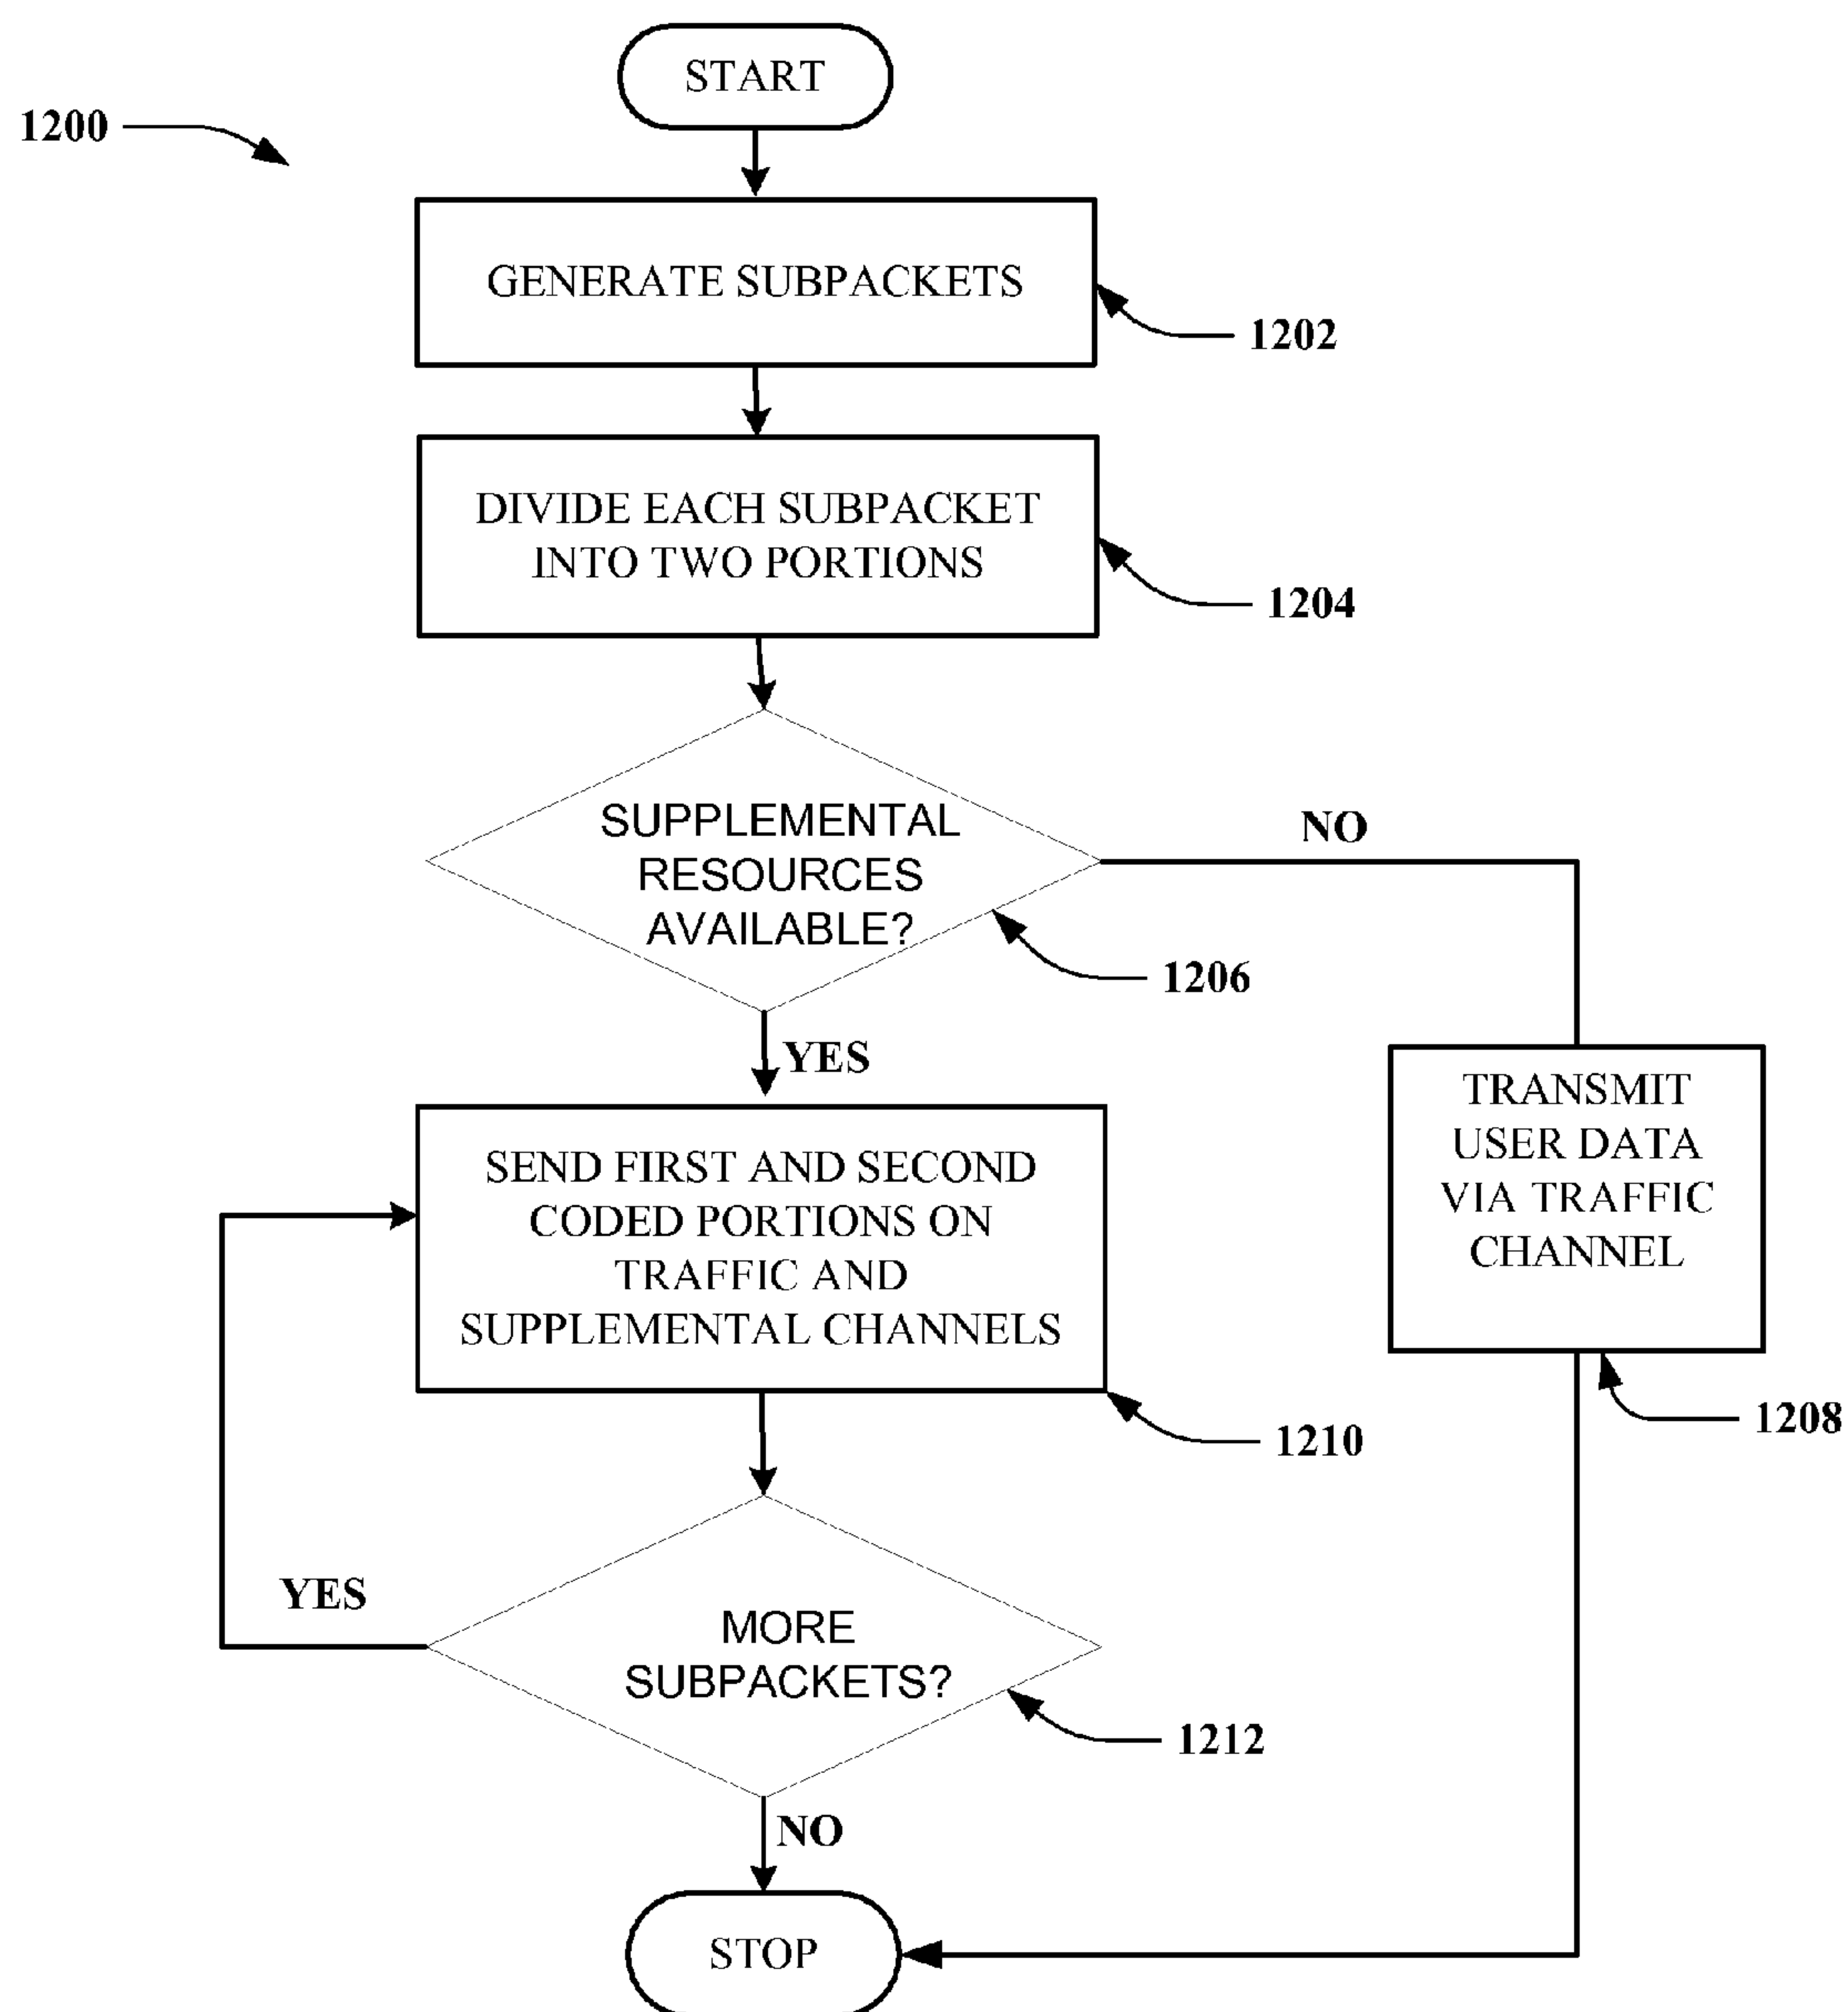 START
1200
GENERATE SUBPACKETS
1202
DIVIDE EACH SUBPACKET
INTO TWO PORTIONS
1204
SUPPLEMENTAL
RESOURCES
AVAILABLE?
NO
1206
YES
TRANSMIT
USER DATA
VIA TRAFFIC
CHANNEL
1208
SEND FIRST AND SECOND
CODED PORTIONS ON
TRAFFIC AND
SUPPLEMENTAL CHANNELS
1210
YES
MORE
SUBPACKETS?
1212
NO
STOP